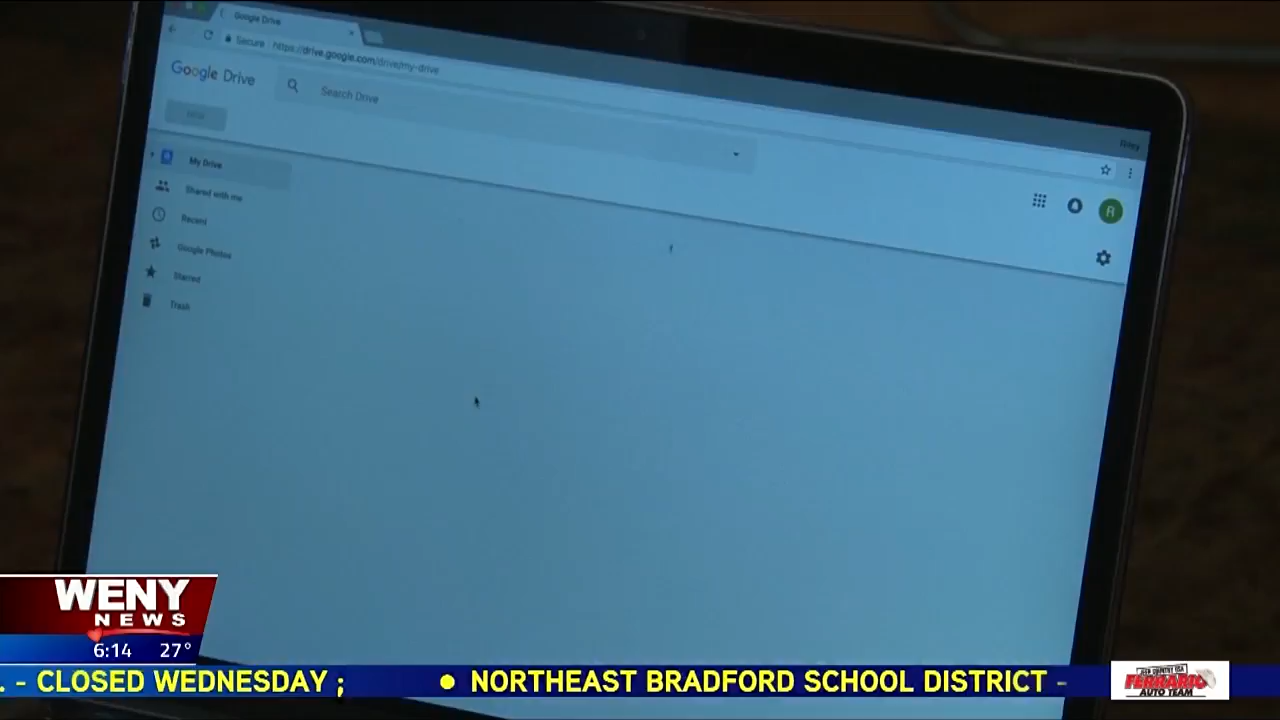 Google Drive
Riley
Secure https://drive.google.com/drive/my-drive
Google Drive
Search Drive
R
My Drive
Shared with me
Recent
Google Photos
Starred
Trash
WENY
NEWS
6:14 27°
. - CLOSED WEDNESDAY ; • NORTHEAST BRADFORD SCHOOL DISTRICT -
FERRARIO
AUTO TEAM